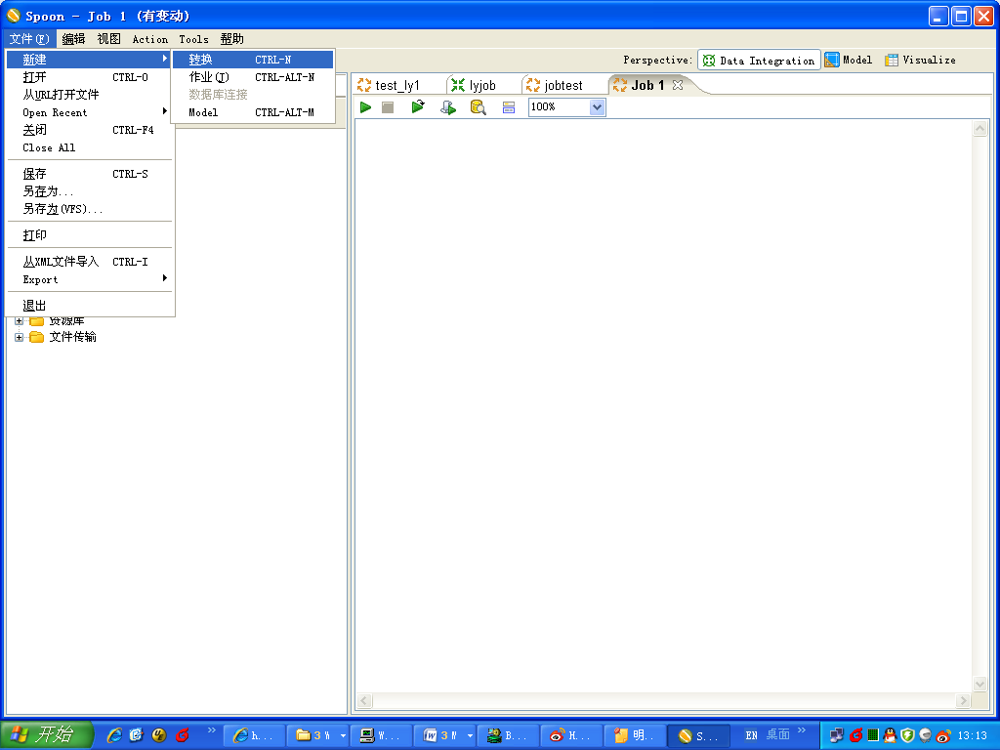 Spoon - Job 1 (有变动)
文件(F) 编辑 视图 Action Tools 帮助
新建
打开 CTRL-O
从URL打开文件
Open Recent
关闭 CTRL-F4
Close All
保存 CTRL-S
另存为...
另存为(VFS)...
打印
从XML文件导入 CTRL-I
Export
退出
转换 CTRL-N
作业(J) CTRL-ALT-N
数据库连接
Model CTRL-ALT-M
资源库
文件传输
Perspective: Data Integration Model Visualize
test_ly1 lyjob jobtest Job 1
100%
开始 h... 3 W W... 3 W B... H... 明.. S... EN 桌面 13:13